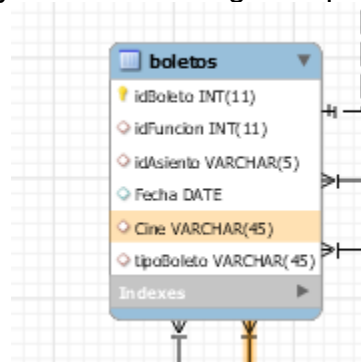 boletos
idBoleto INT(11)
idFuncion INT(11)
idAsiento VARCHAR(5)
Fecha DATE
Cine VARCHAR(45)
tipoBoleto VARCHAR(45)
Indexes